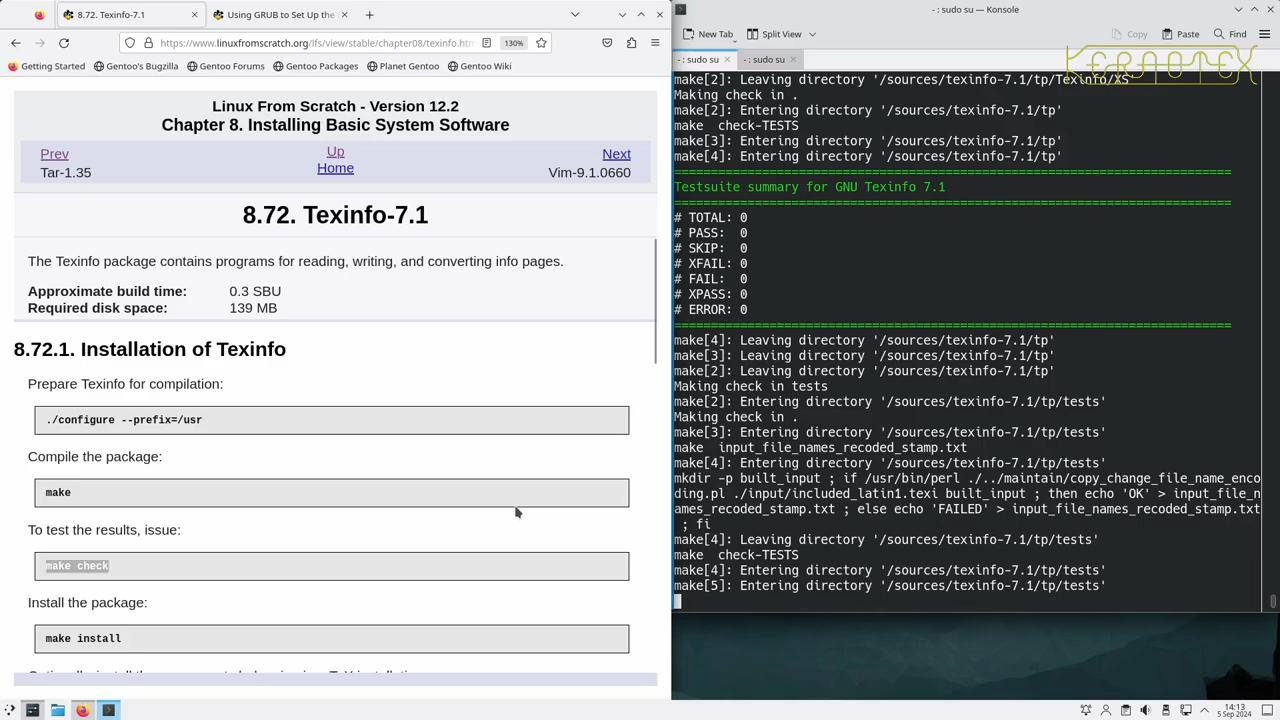 8.72. Texinfo-7.1
Using GRUB to Set Up the
https://www.linuxfromscratch.org/lfs/view/stable/chapter08/texinfo.htm
130%
Getting Started
Gentoo's Bugzilla
Gentoo Forums
Gentoo Packages
Planet Gentoo
Gentoo Wiki
Linux From Scratch - Version 12.2
Chapter 8. Installing Basic System Software
Prev
Up
Next
Tar-1.35
Home
Vim-9.1.0660
8.72. Texinfo-7.1
The Texinfo package contains programs for reading, writing, and converting info pages.
Approximate build time: 0.3 SBU
Required disk space: 139 MB
8.72.1. Installation of Texinfo
Prepare Texinfo for compilation:
./configure --prefix=/usr
Compile the package:
make
To test the results, issue:
make check
Install the package:
make install
- : sudo su — Konsole
New Tab
Split View
Copy
Paste
Find
- : sudo su
- : sudo su
KERNOTEX
make[2]: Leaving directory '/sources/texinfo-7.1/tp/Texinfo/XS'
Making check in .
make[2]: Entering directory '/sources/texinfo-7.1/tp'
make  check-TESTS
make[3]: Entering directory '/sources/texinfo-7.1/tp'
make[4]: Entering directory '/sources/texinfo-7.1/tp'
============================================================================
Testsuite summary for GNU Texinfo 7.1
============================================================================
# TOTAL: 0
# PASS:  0
# SKIP:  0
# XFAIL: 0
# FAIL:  0
# XPASS: 0
# ERROR: 0
============================================================================
make[4]: Leaving directory '/sources/texinfo-7.1/tp'
make[3]: Leaving directory '/sources/texinfo-7.1/tp'
make[2]: Leaving directory '/sources/texinfo-7.1/tp'
Making check in tests
make[2]: Entering directory '/sources/texinfo-7.1/tp/tests'
Making check in .
make[3]: Entering directory '/sources/texinfo-7.1/tp/tests'
make  input_file_names_recoded_stamp.txt
make[4]: Entering directory '/sources/texinfo-7.1/tp/tests'
mkdir -p built_input ; if /usr/bin/perl ./../maintain/copy_change_file_name_enco
ding.pl ./input/included_latin1.texi built_input ; then echo 'OK' > input_file_n
ames_recoded_stamp.txt ; else echo 'FAILED' > input_file_names_recoded_stamp.txt
 ; fi
make[4]: Leaving directory '/sources/texinfo-7.1/tp/tests'
make  check-TESTS
make[4]: Entering directory '/sources/texinfo-7.1/tp/tests'
make[5]: Entering directory '/sources/texinfo-7.1/tp/tests'
14:13
5 Sep 2024